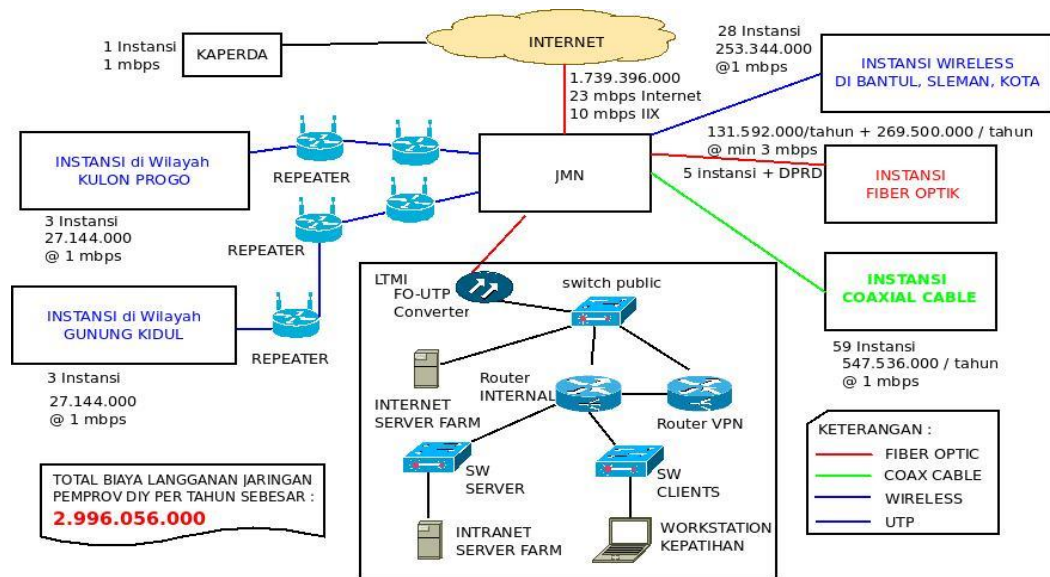 1 Instansi
1 mbps
KAPERDA
INTERNET
28 Instansi
253.344.000
@1 mbps
INSTANSI WIRELESS
DI BANTUL, SLEMAN, KOTA
1.739.396.000
23 mbps Internet
10 mbps IIX
131.592.000/tahun + 269.500.000 / tahun
@ min 3 mbps
5 instansi + DPRD
INSTANSI
FIBER OPTIK
JMN
INSTANSI di Wilayah
KULON PROGO
REPEATER
3 Instansi
27.144.000
@ 1 mbps
REPEATER
INSTANSI di Wilayah
GUNUNG KIDUL
REPEATER
3 Instansi
27.144.000
@ 1 mbps
INSTANSI
COAXIAL CABLE
59 Instansi
547.536.000 / tahun
@ 1 mbps
LTMI
FO-UTP
Converter
switch public
INTERNET
SERVER FARM
Router
INTERNAL
Router VPN
SW
SERVER
SW
CLIENTS
INTRANET
SERVER FARM
WORKSTATION
KEPATIHAN
KETERANGAN :
FIBER OPTIC
COAX CABLE
WIRELESS
UTP
TOTAL BIAYA LANGGANAN JARINGAN
PEMPROV DIY PER TAHUN SEBESAR :
2.996.056.000